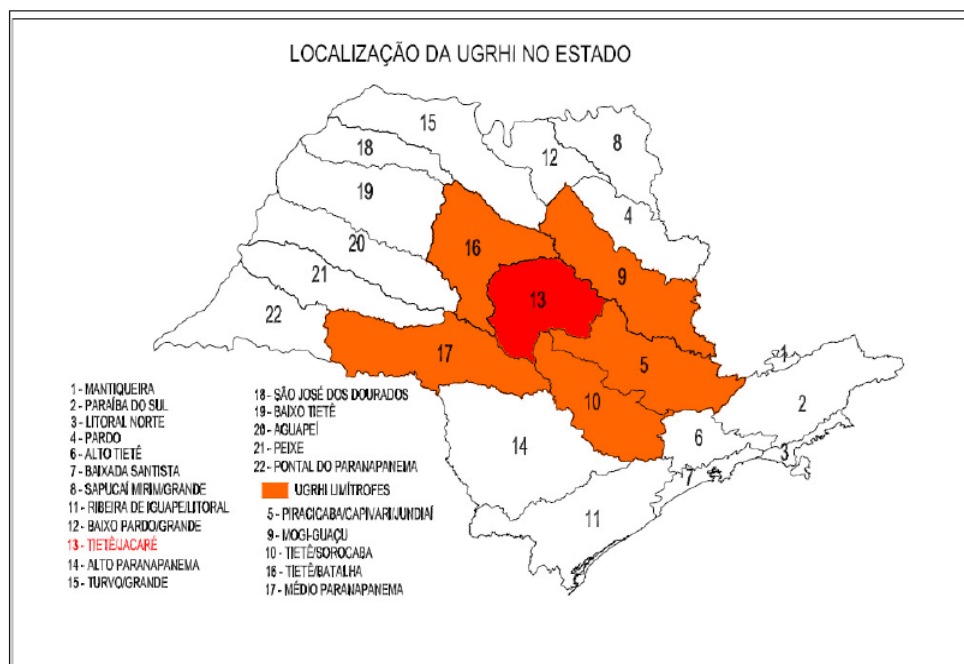 LOCALIZAÇÃO DA UGRHI NO ESTADO
15
8
18
12
19
4
16
20
9
21
13
22
17
5
1
2
10
6
14
3
7
11
1 - MANTIQUEIRA
2 - PARAÍBA DO SUL
3 - LITORAL NORTE
4 - PARDO
6 - ALTO TIETÊ
7 - BAIXADA SANTISTA
8 - SAPUCAÍ MIRIM/GRANDE
11 - RIBEIRA DE IGUAPE/LITORAL
12 - BAIXO PARDO/GRANDE
13 - TIETÊ/JACARÉ
14 - ALTO PARANAPANEMA
15 - TURVO/GRANDE
18 - SÃO JOSÉ DOS DOURADOS
19 - BAIXO TIETÊ
20 - AGUAPEÍ
21 - PEIXE
22 - PONTAL DO PARANAPANEMA
UGRHI LIMÍTROFES
5 - PIRACICABA/CAPIVARI/JUNDIAÍ
9 - MOGI-GUAÇU
10 - TIETÊ/SOROCABA
16 - TIETÊ/BATALHA
17 - MÉDIO PARANAPANEMA